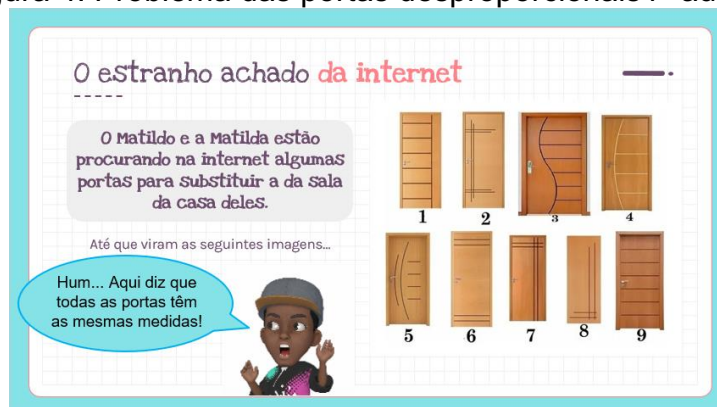 O estranho achado da internet
O Matildo e a Matilda estão
procurando na internet algumas
portas para substituir a da sala
da casa deles.
Até que viram as seguintes imagens...
Hum... Aqui diz que
todas as portas têm
as mesmas medidas!
1 2 3 4
5 6 7 8 9